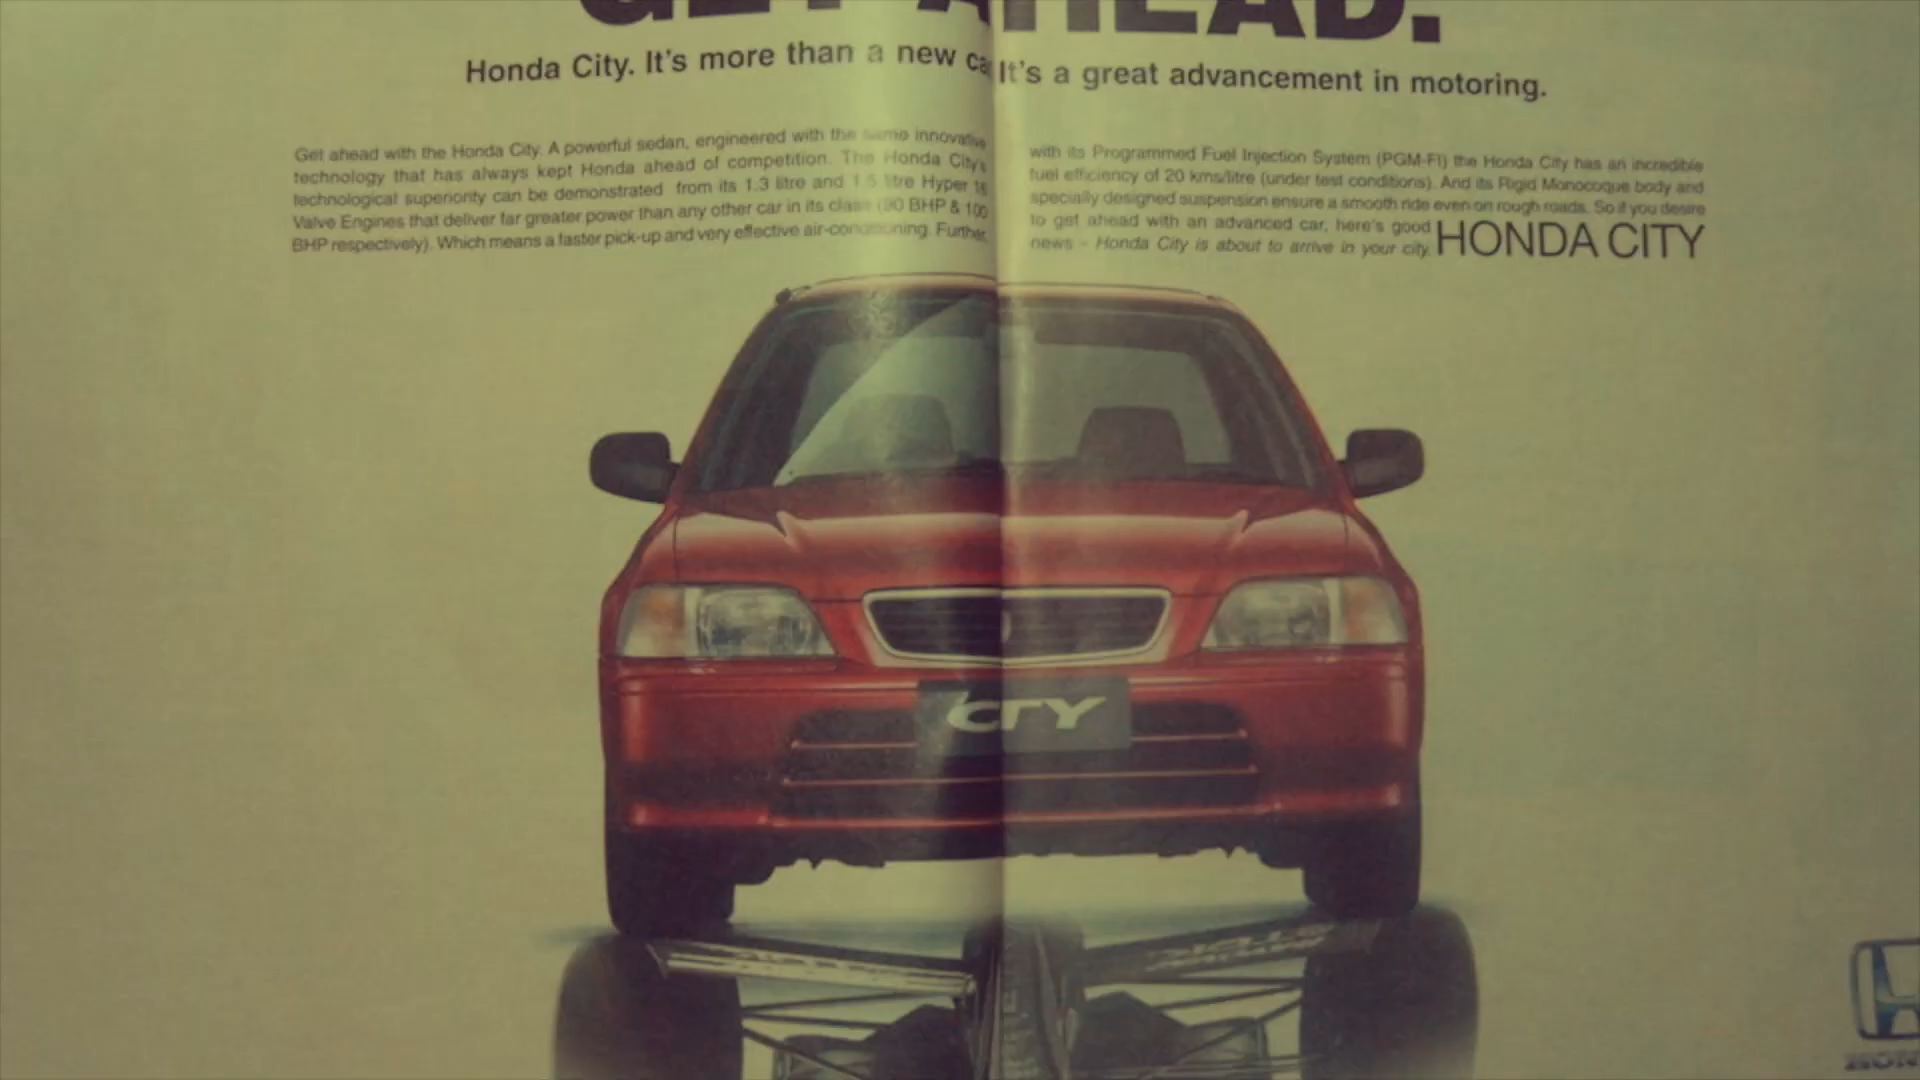 GET AHEAD.
Honda City. It's more than a new ca It's a great advancement in motoring.
Get ahead with the Honda City. A powerful sedan, engineered with the same innovative
technology that has always kept Honda ahead of competition. The Honda City's
technological superiority can be demonstrated from its 1.3 litre and 1.5 litre Hyper 16
Valve Engines that deliver far greater power than any other car in its class (90 BHP & 100
BHP respectively). Which means a faster pick-up and very effective air-conditioning. Further,
with its Programmed Fuel Injection System (PGM-FI) the Honda City has an incredible
fuel efficiency of 20 kms/litre (under test conditions). And its Rigid Monocoque body and
specially designed suspension ensure a smooth ride even on rough roads. So if you desire
to get ahead with an advanced car, here's good
news - Honda City is about to arrive in your city.
HONDA CITY
CITY